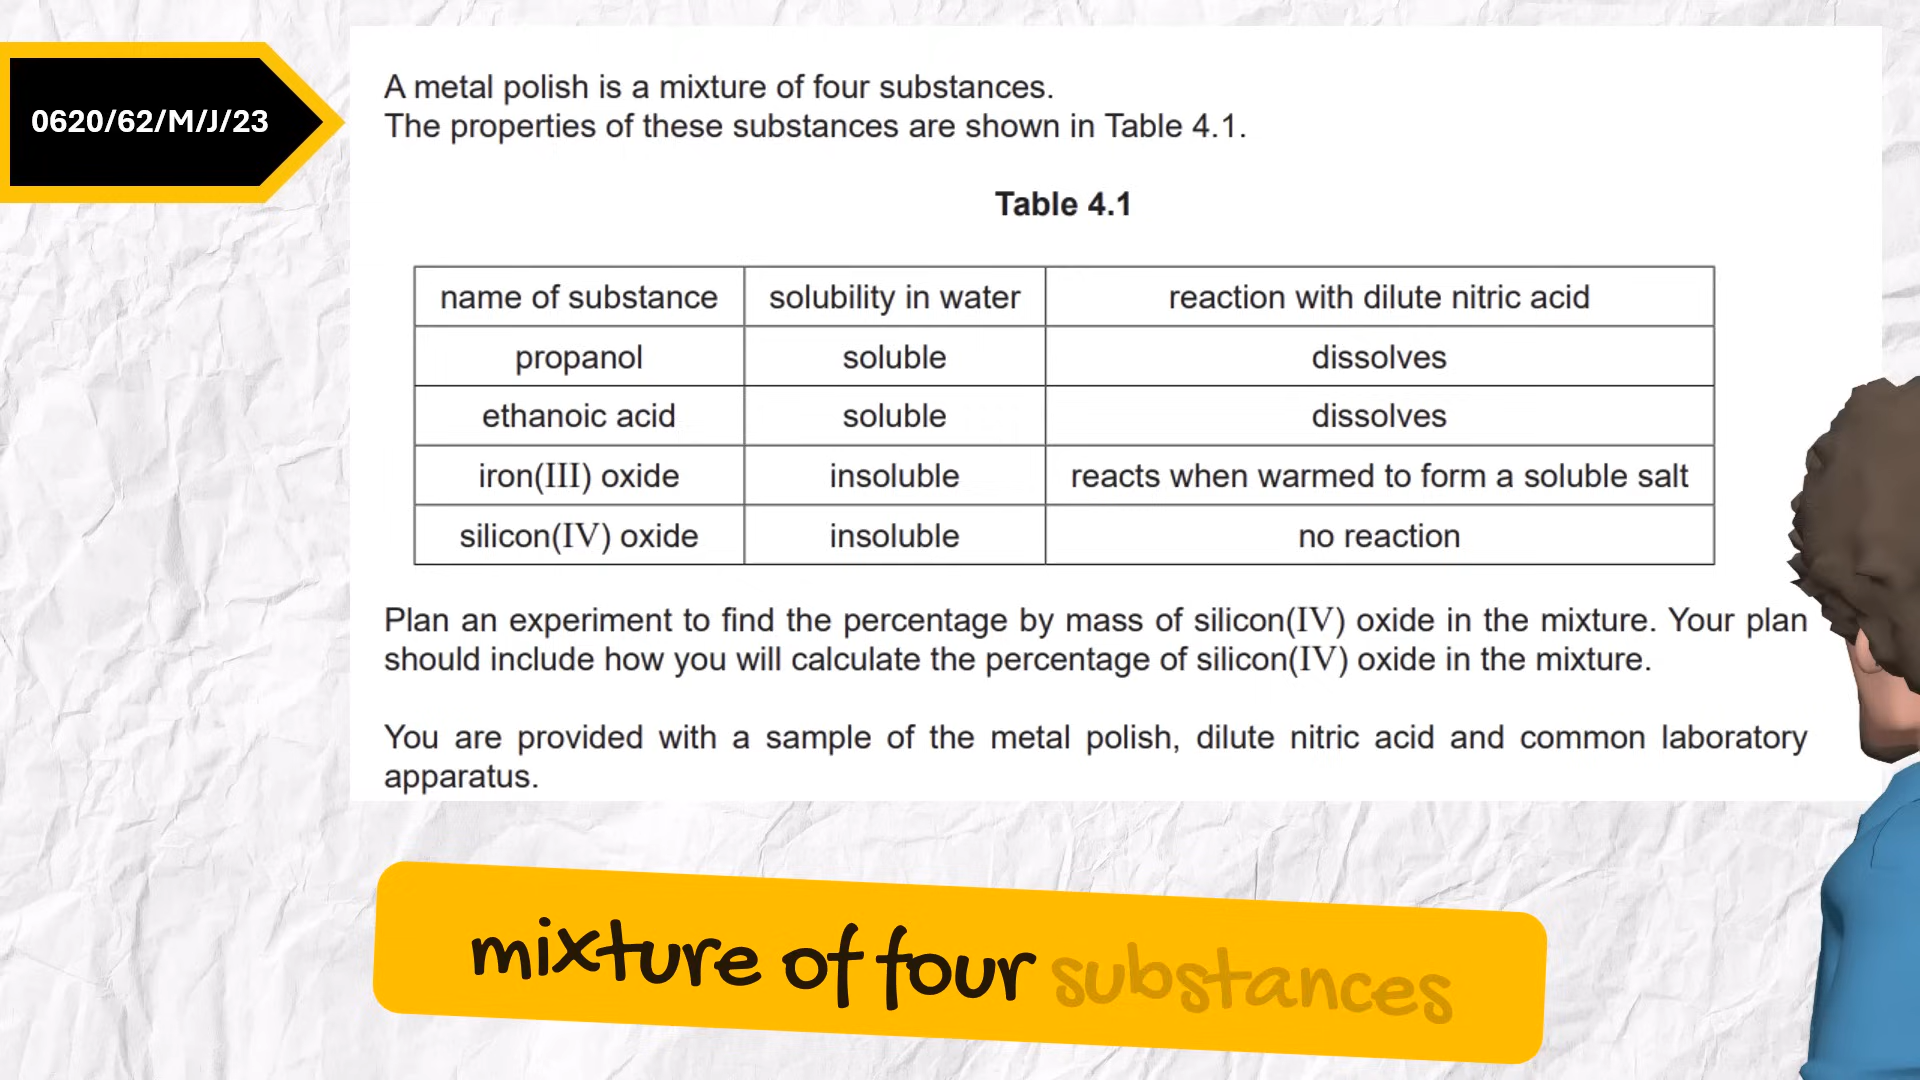 0620/62/M/J/23
A metal polish is a mixture of four substances.
The properties of these substances are shown in Table 4.1.
Table 4.1
name of substance solubility in water reaction with dilute nitric acid
propanol soluble dissolves
ethanoic acid soluble dissolves
iron(III) oxide insoluble reacts when warmed to form a soluble salt
silicon(IV) oxide insoluble no reaction
Plan an experiment to find the percentage by mass of silicon(IV) oxide in the mixture. Your plan
should include how you will calculate the percentage of silicon(IV) oxide in the mixture.
You are provided with a sample of the metal polish, dilute nitric acid and common laboratory
apparatus.
mixture of four substances